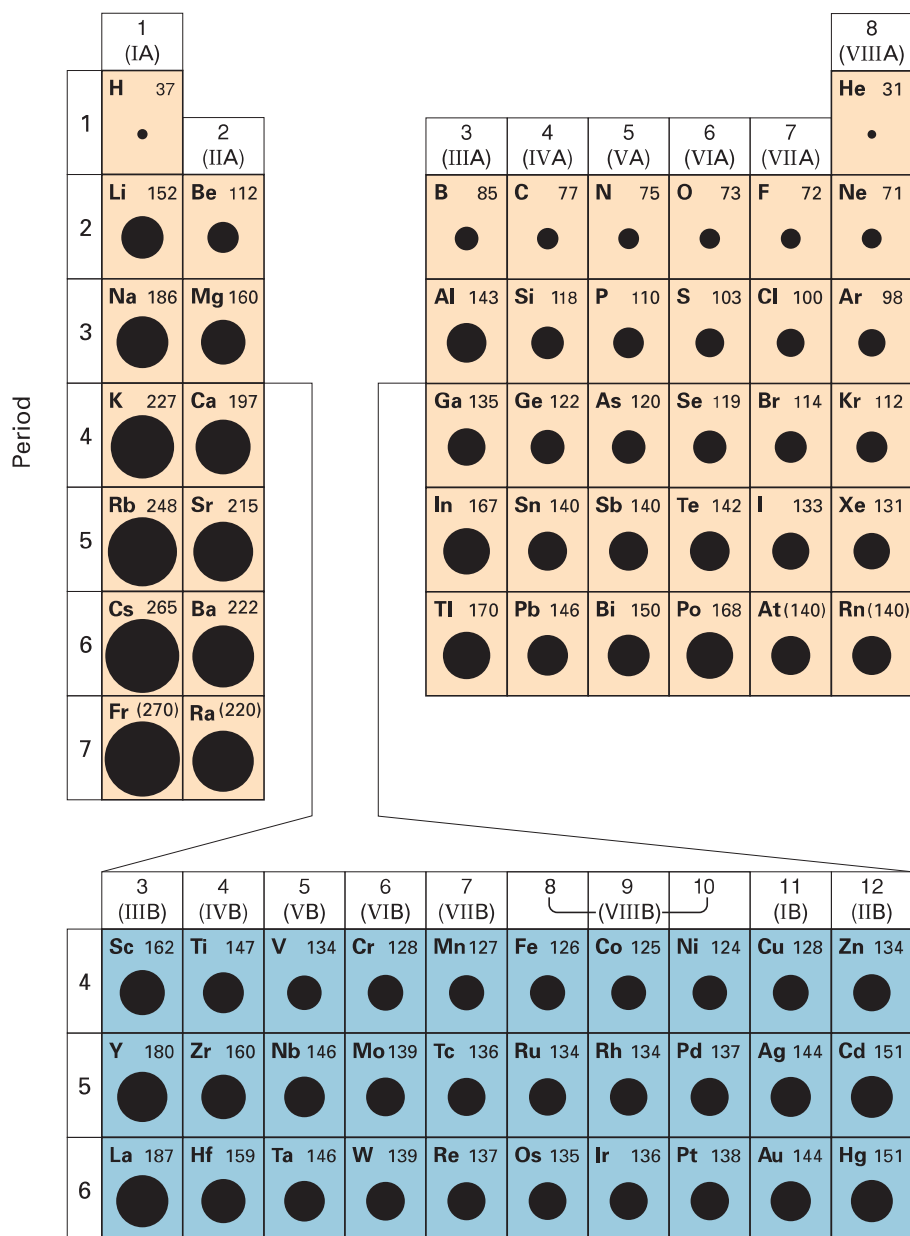 1 8
(IA) (VIIIA)
H 37 He 31
1
2 3 4 5 6 7
(IIA) (IIIA) (IVA) (VA) (VIA) (VIIA)
Li 152 Be 112 B 85 C 77 N 75 O 73 F 72 Ne 71
2
Na 186 Mg 160 Al 143 Si 118 P 110 S 103 Cl 100 Ar 98
3
K 227 Ca 197 Ga 135 Ge 122 As 120 Se 119 Br 114 Kr 112
4
Period
Rb 248 Sr 215 In 167 Sn 140 Sb 140 Te 142 I 133 Xe 131
5
Cs 265 Ba 222 Tl 170 Pb 146 Bi 150 Po 168 At (140) Rn (140)
6
Fr (270) Ra (220)
7
3 4 5 6 7 8 9 10 11 12
(IIIB) (IVB) (VB) (VIB) (VIIB) (VIIIB) (IB) (IIB)
Sc 162 Ti 147 V 134 Cr 128 Mn 127 Fe 126 Co 125 Ni 124 Cu 128 Zn 134
4
Y 180 Zr 160 Nb 146 Mo 139 Tc 136 Ru 134 Rh 134 Pd 137 Ag 144 Cd 151
5
La 187 Hf 159 Ta 146 W 139 Re 137 Os 135 Ir 136 Pt 138 Au 144 Hg 151
6